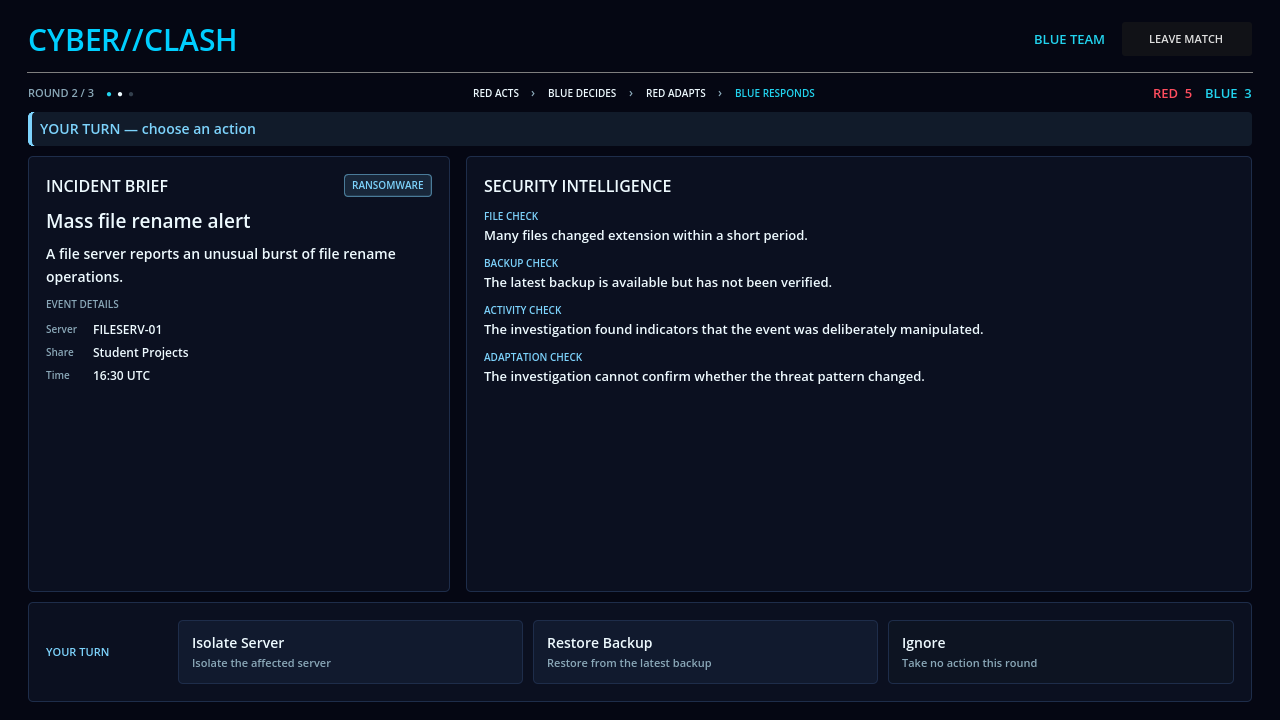 CYBER//CLASH
BLUE TEAM
LEAVE MATCH
ROUND 2 / 3
RED ACTS › BLUE DECIDES › RED ADAPTS › BLUE RESPONDS
RED 5 BLUE 3
YOUR TURN — choose an action
INCIDENT BRIEF
RANSOMWARE
Mass file rename alert
A file server reports an unusual burst of file rename
operations.
EVENT DETAILS
Server FILESERV-01
Share Student Projects
Time 16:30 UTC
SECURITY INTELLIGENCE
FILE CHECK
Many files changed extension within a short period.
BACKUP CHECK
The latest backup is available but has not been verified.
ACTIVITY CHECK
The investigation found indicators that the event was deliberately manipulated.
ADAPTATION CHECK
The investigation cannot confirm whether the threat pattern changed.
YOUR TURN
Isolate Server
Isolate the affected server
Restore Backup
Restore from the latest backup
Ignore
Take no action this round